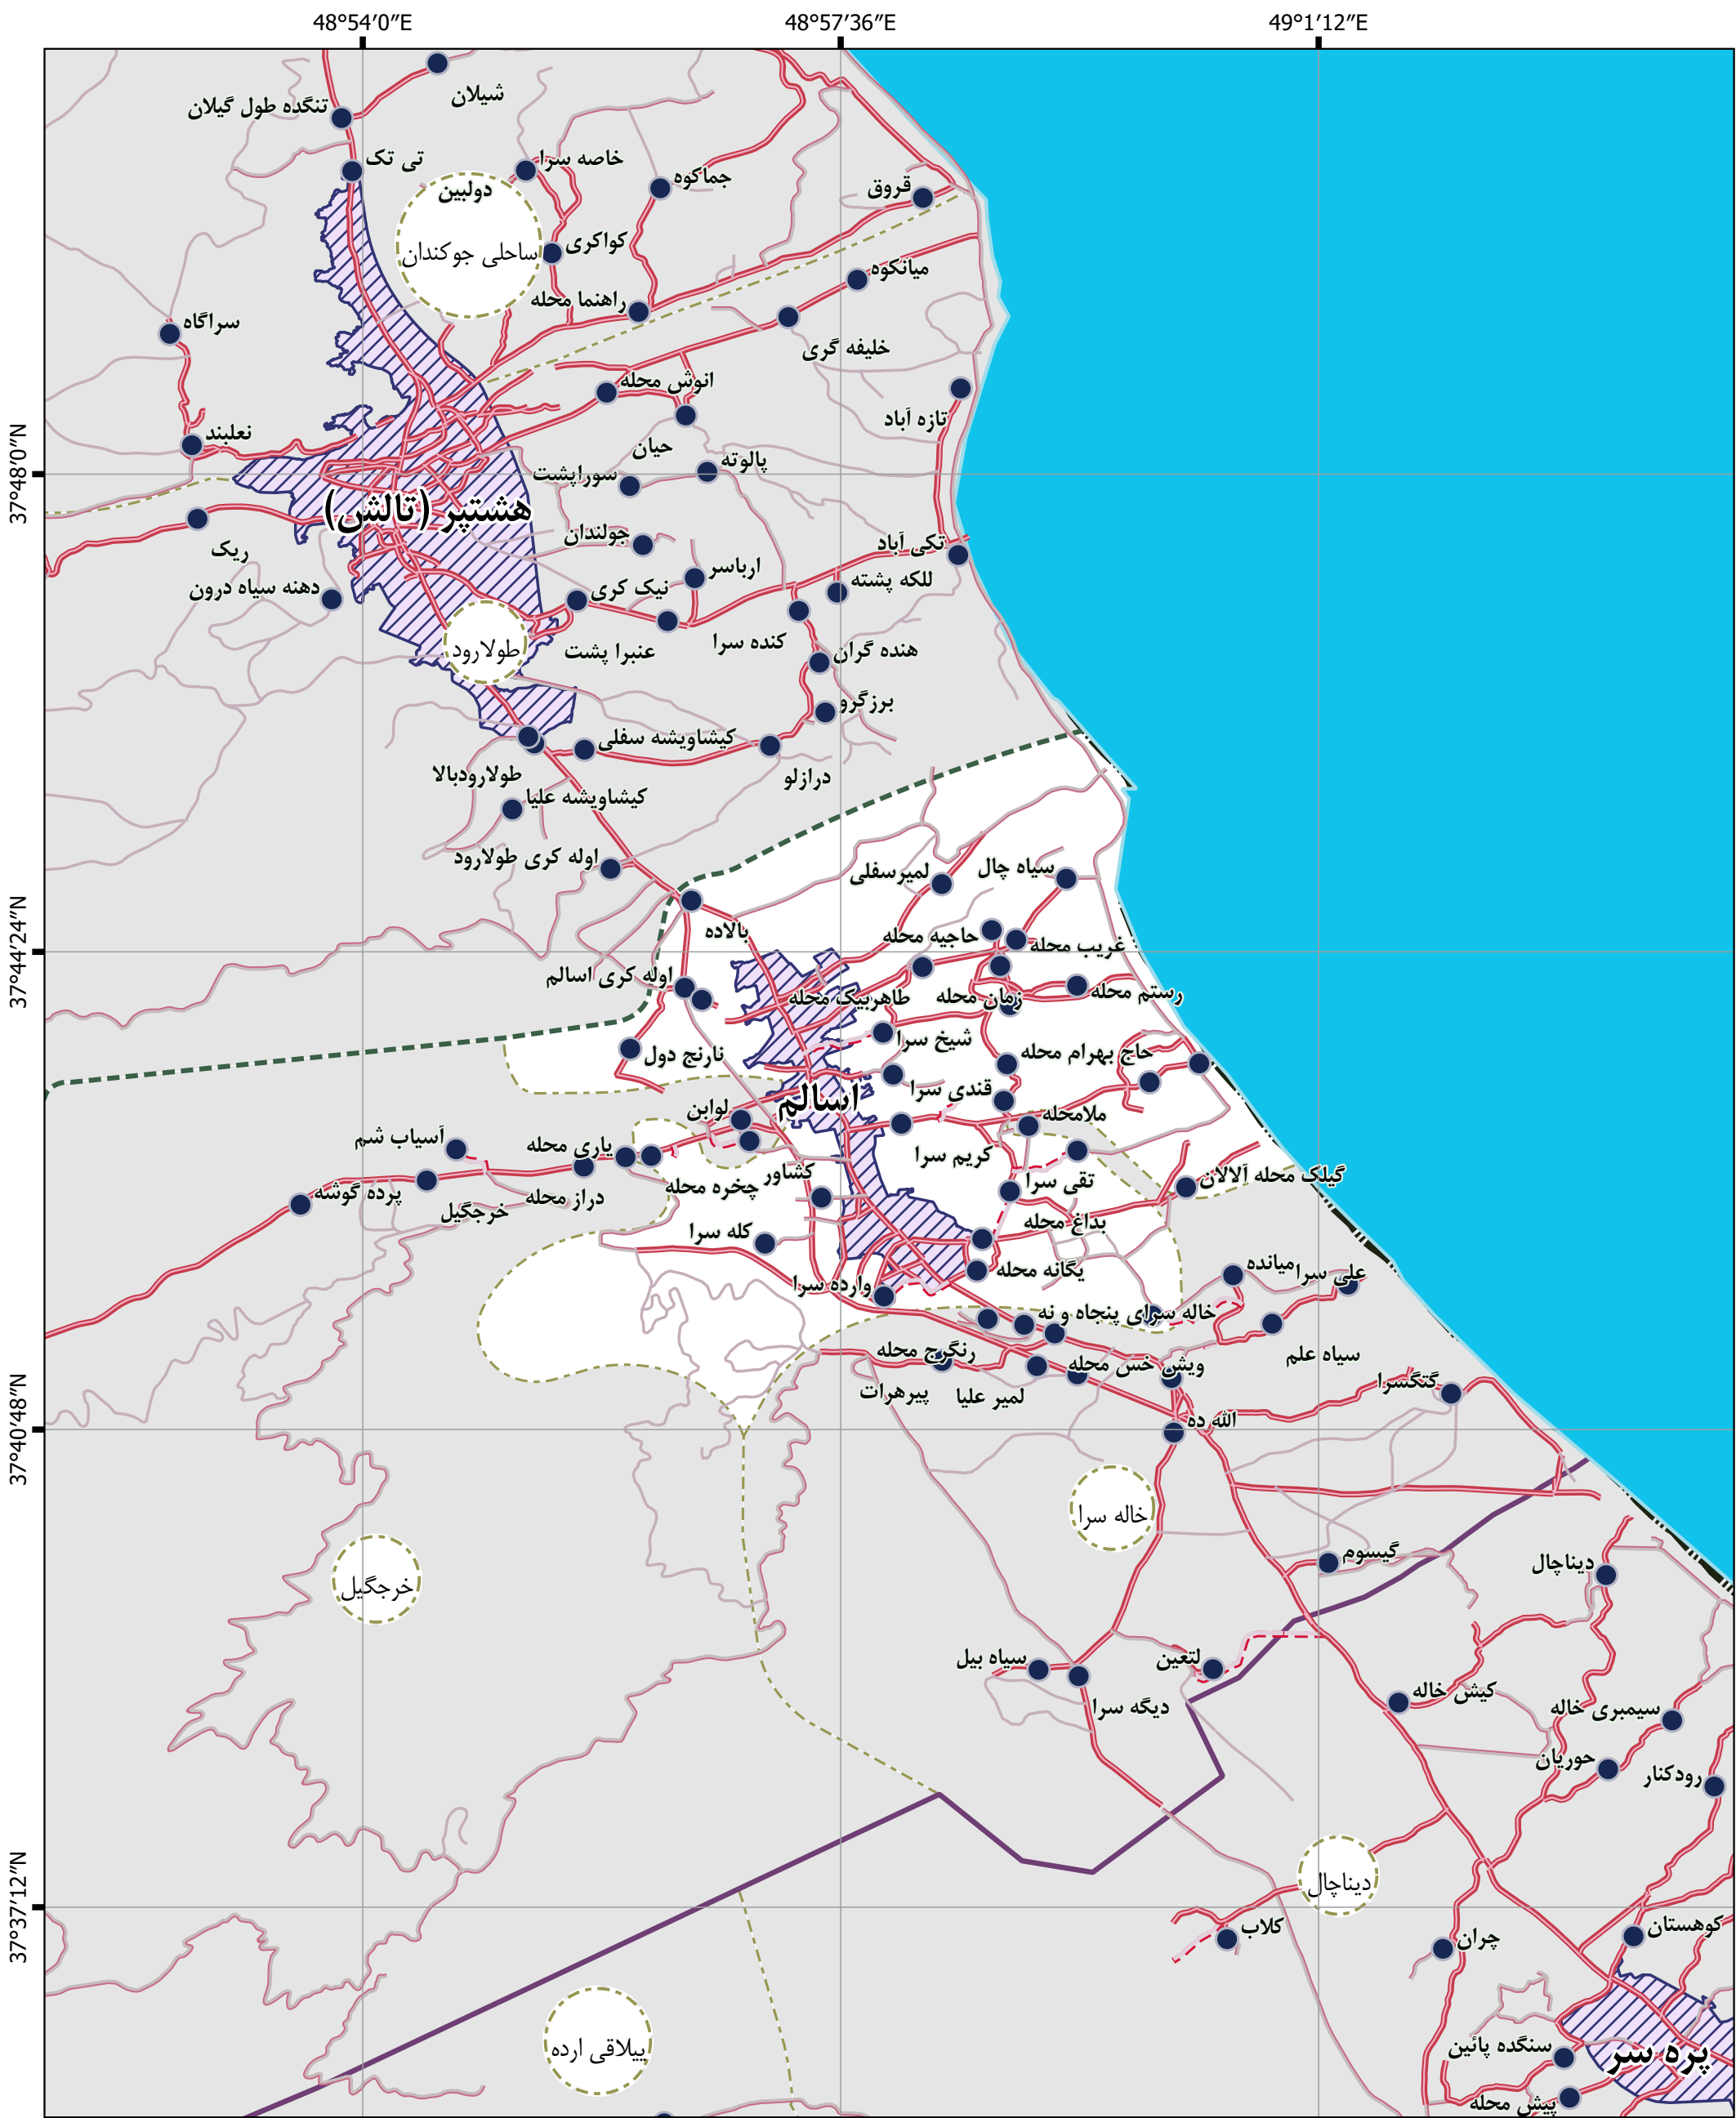 48°54′0″E
48°57′36″E
49°1′12″E
شیلان
تنگده طول گیلان
تی تک
خاصه سرا
دولبین
جماکوه
قروق
ساحلی جوکندان
کواکری
میانکوه
راهنما محله
سراگاه
خلیفه گری
انوش محله
تازه آباد
نعلبند
حیان
پالوته
37°48′0″N
سوراپشت
هشتپر (تالش)
جولندان
تکی آباد
ریک
ارباسر
للکه پشته
دهنه سیاه درون
نیک کری
کنده سرا
طولارود
عنبرا پشت
هنده گران
برزگرو
کیشاویشه سفلی
طولارودبالا
درازلو
کیشاویشه علیا
اوله کری طولارود
لمیرسفلی
سیاه چال
بالاده
حاجیه محله
غریب محله
37°44′24″N
اوله کری اسالم
طاهربیک محله
زمان محله
رستم محله
شیخ سرا
نارنج دول
حاج بهرام محله
قندی سرا
اسالم
لوابن
ملامحله
آسیاب شم
یاری محله
کریم سرا
کشاور
تقی سرا
گیلک محله آلالان
پرده گوشه
خرجگیل
دراز محله
چخره محله
کله سرا
بداغ محله
یگانه محله
وارده سرا
میانده
علی سرا
خاله سرای پنجاه و نه
سیاه علم
رنگرج محله
ویش خس محله
پیرهرات
لمیر علیا
گتگسرا
الله ده
37°40′48″N
خاله سرا
خرجگیل
گیسوم
دیناچال
سیاه بیل
لتعین
دیگه سرا
کیش خاله
سیمبری خاله
حوریان
رودکنار
دیناچال
37°37′12″N
کلاب
چران
کوهستان
ییلاقی ارده
سنگده پائین
پره سر
پیش محله